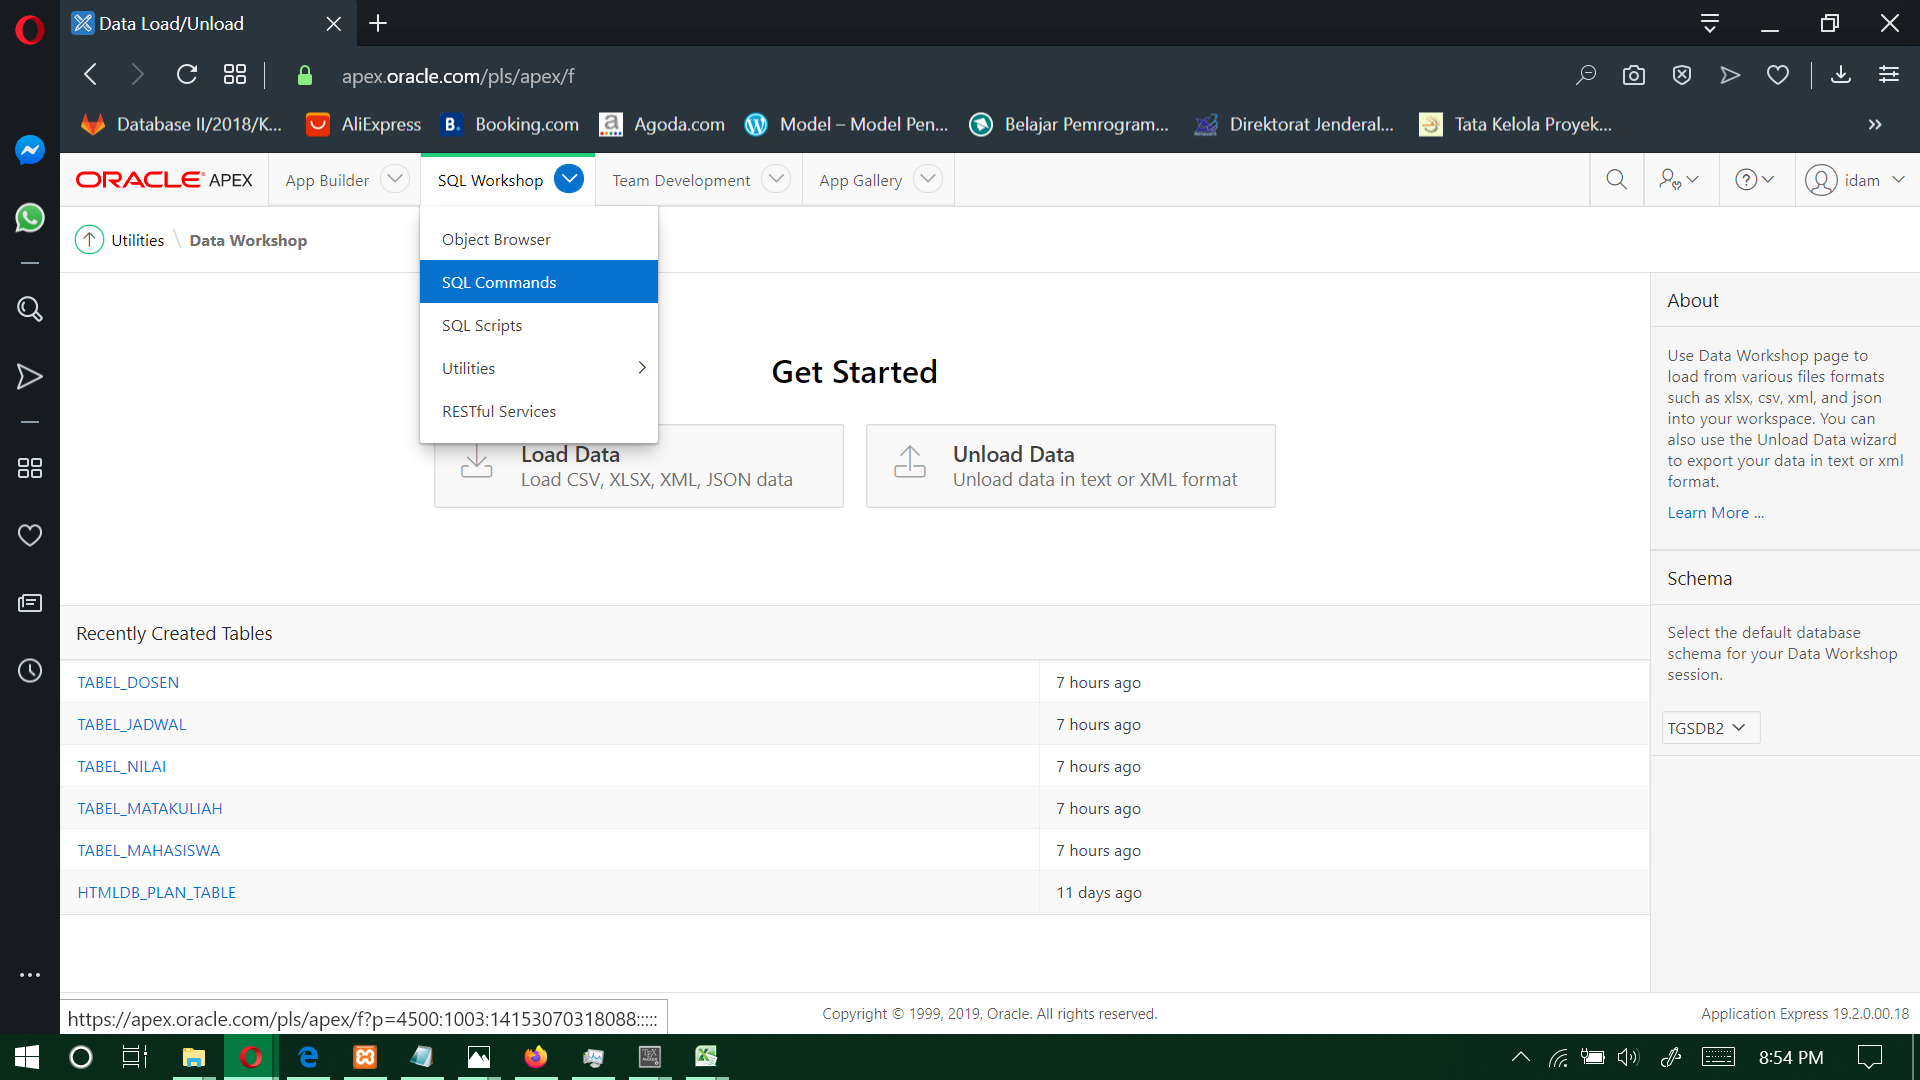 Data Load/Unload
apex.oracle.com/pls/apex/f
Database II/2018/K...
AliExpress
B.
Booking.com
a
Agoda.com
Model – Model Pen...
Belajar Pemrogram...
Direktorat Jenderal...
Tata Kelola Proyek...
ORACLE APEX
App Builder
SQL Workshop
Team Development
App Gallery
idam
Utilities \ Data Workshop
Object Browser
SQL Commands
SQL Scripts
Utilities
RESTful Services
Get Started
Load Data
Load CSV, XLSX, XML, JSON data
Unload Data
Unload data in text or XML format
About
Use Data Workshop page to
load from various files formats
such as xlsx, csv, xml, and json
into your workspace. You can
also use the Unload Data wizard
to export your data in text or xml
format.
Learn More ...
Schema
Select the default database
schema for your Data Workshop
session.
TGSDB2
Recently Created Tables
TABEL_DOSEN 7 hours ago
TABEL_JADWAL 7 hours ago
TABEL_NILAI 7 hours ago
TABEL_MATAKULIAH 7 hours ago
TABEL_MAHASISWA 7 hours ago
HTMLDB_PLAN_TABLE 11 days ago
https://apex.oracle.com/pls/apex/f?p=4500:1003:14153070318088:::::
Copyright © 1999, 2019, Oracle. All rights reserved.
Application Express 19.2.0.00.18
8:54 PM